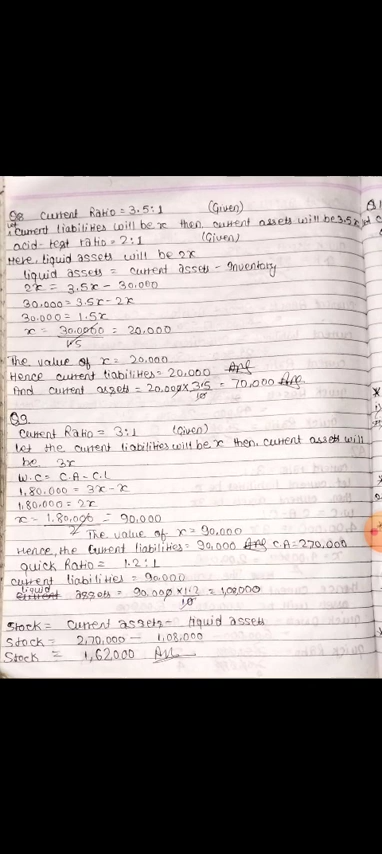 Q8 Current Ratio = 3.5:1 (Given)
let Current liabilities will be x then current assets will be 3.5x
acid-test ratio = 2:1 (Given)
Here, liquid assets will be 2x
liquid assets = current assets - Inventory
2x = 3.5x - 30.000
30.000 = 3.5x - 2x
30.000 = 1.5x
x = 30.0000/1.5 = 20,000
The value of x = 20.000
Hence current liabilities = 20,000 Ans
And current assets = 20.000 x 3.5/10 = 70,000 Ans.
Q9.
Current Ratio = 3:1 (Given)
let the current liabilities will be x then, current assets will
be 3x
W.C = C.A - C.L
1,80,000 = 3x - x
1,80,000 = 2x
x = 1,80,000/2 = 90,000
The value of x = 90,000
Hence, the current liabilities = 90,000 Ans C.A = 270,000
quick Ratio = 1.2:1
current liabilities = 90.000
liquid assets = 90.000 x 1.2/10 = 1,08,000
Stock = Current assets - liquid assets
Stock = 2,70,000 - 1,08,000
Stock = 1,62000 Ans